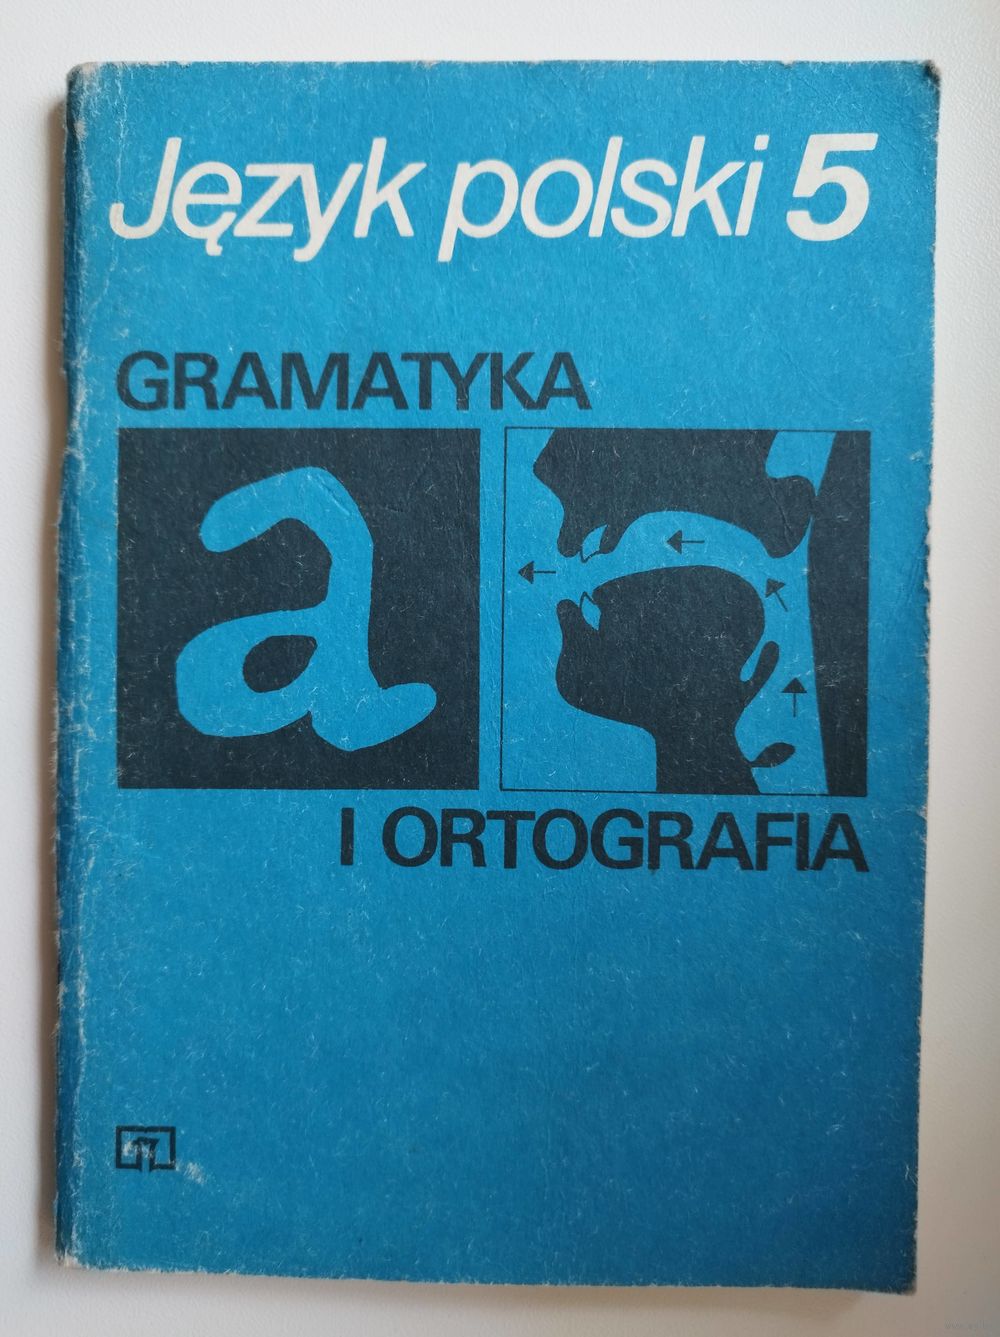 Język polski 5
GRAMATYKA
a
I ORTOGRAFIA